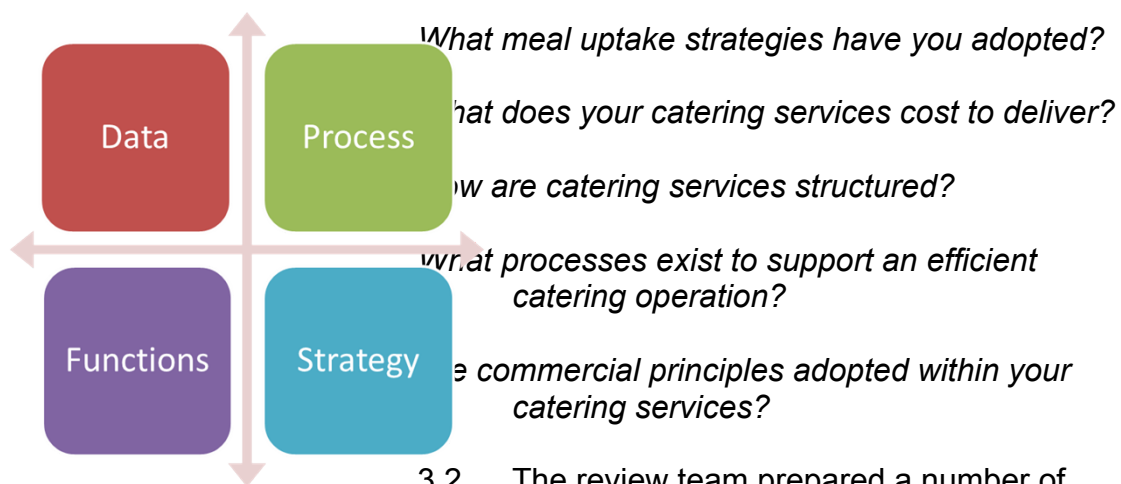 Data
Process
Functions
Strategy
What meal uptake strategies have you adopted?
hat does your catering services cost to deliver?
ow are catering services structured?
What processes exist to support an efficient
catering operation?
e commercial principles adopted within your
catering services?
3.2 The review team prepared a number of